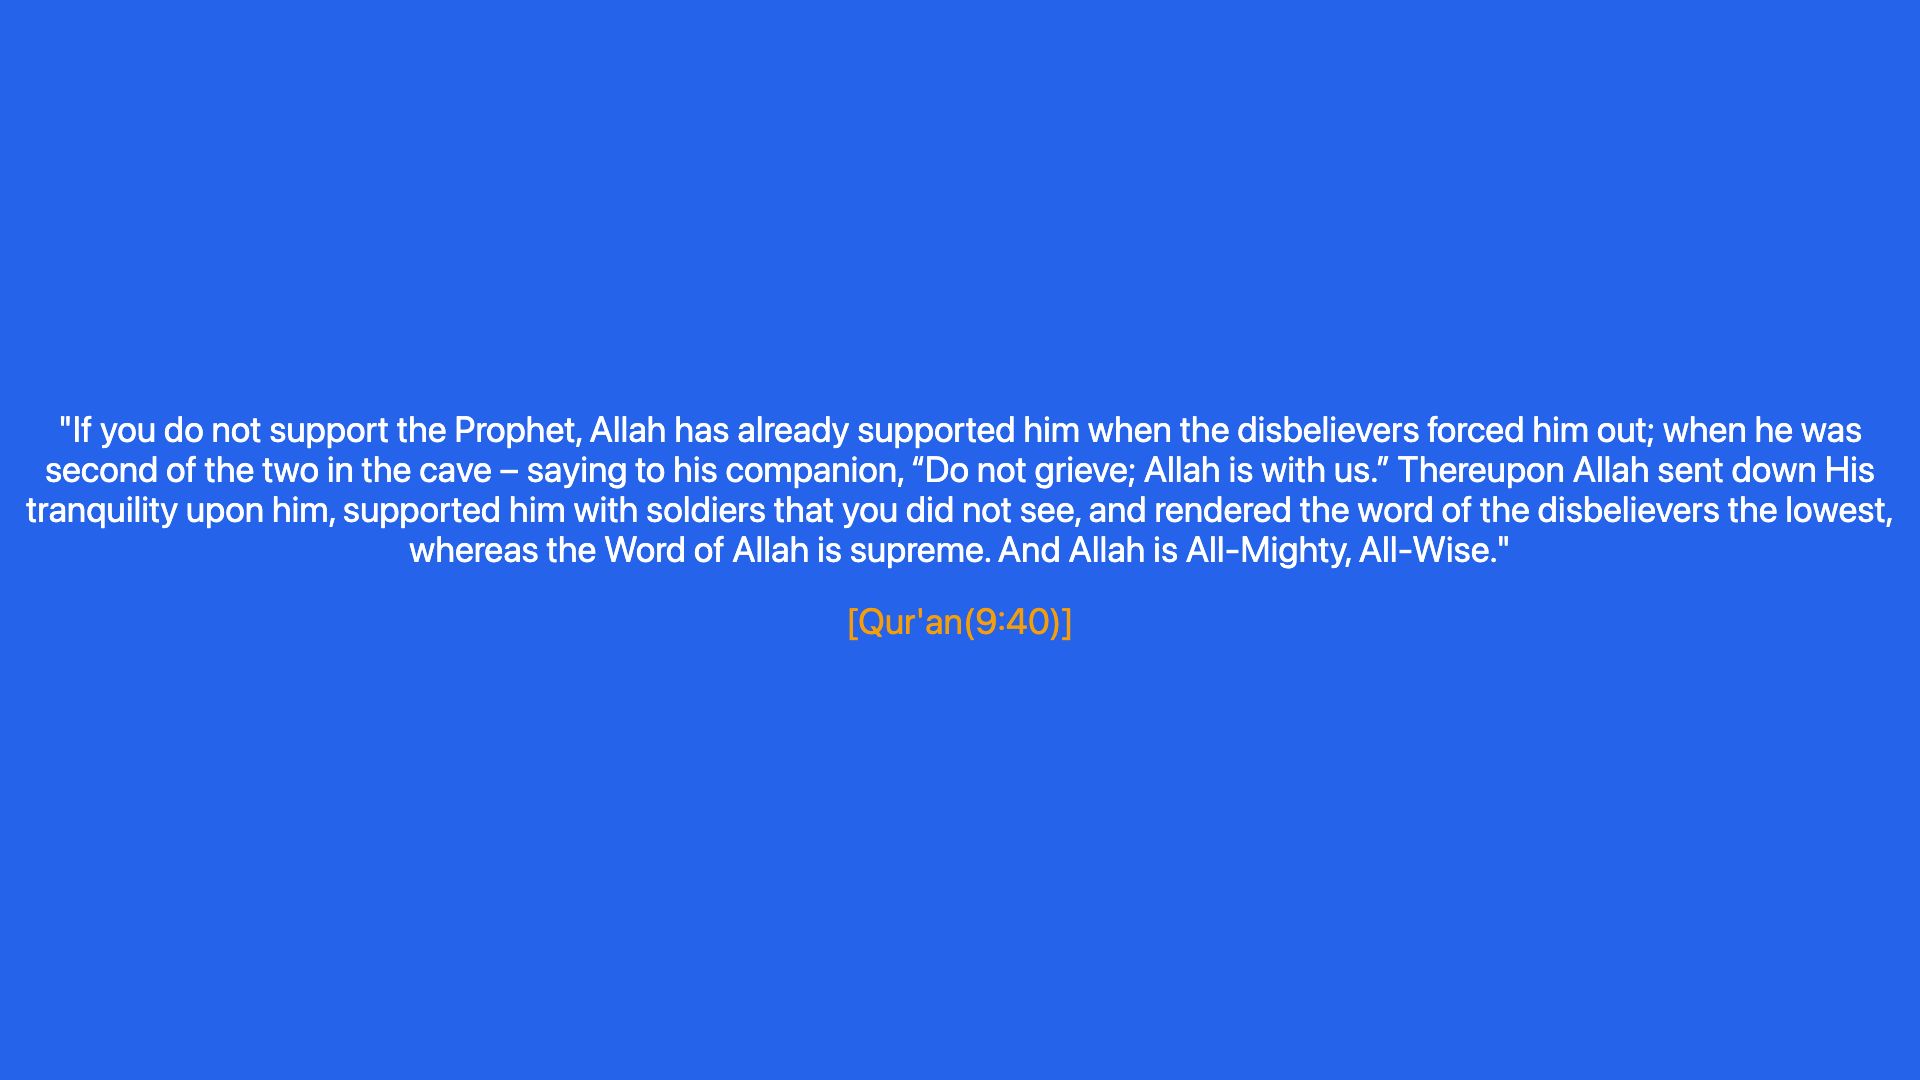 "If you do not support the Prophet, Allah has already supported him when the disbelievers forced him out; when he was
second of the two in the cave – saying to his companion, “Do not grieve; Allah is with us.” Thereupon Allah sent down His
tranquility upon him, supported him with soldiers that you did not see, and rendered the word of the disbelievers the lowest,
whereas the Word of Allah is supreme. And Allah is All-Mighty, All-Wise."
[Qur'an(9:40)]